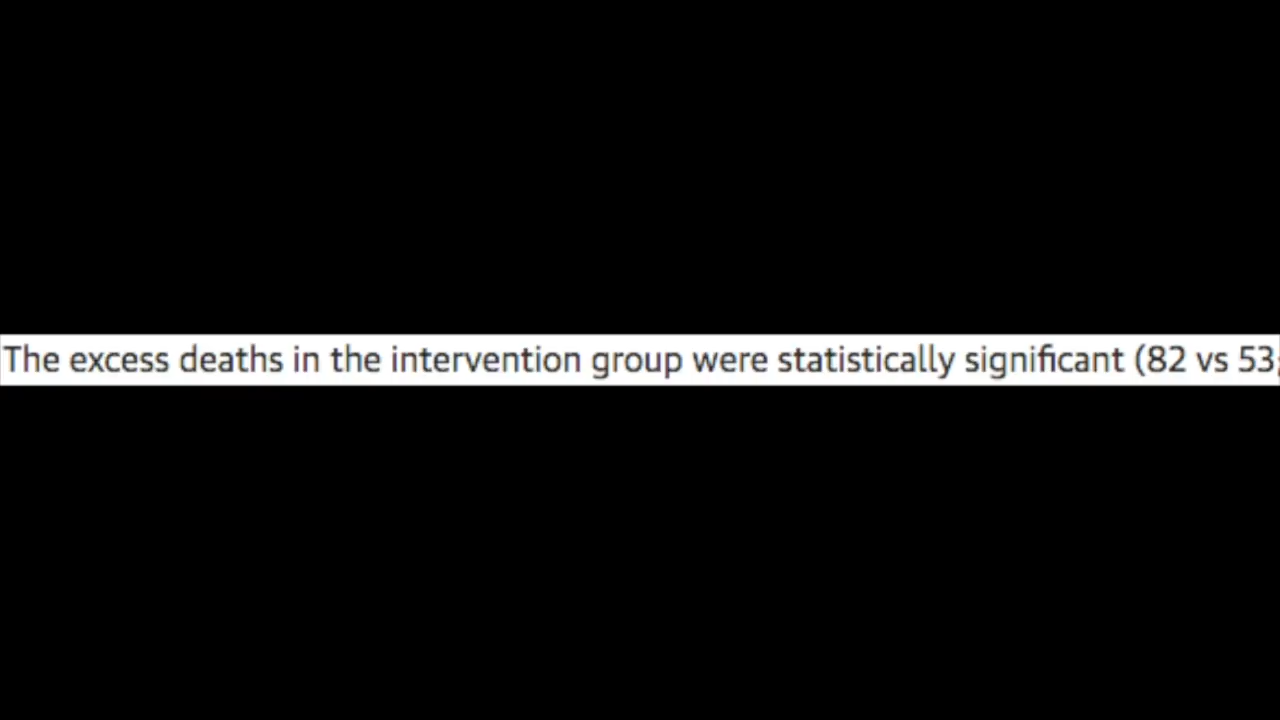 The excess deaths in the intervention group were statistically significant (82 vs 53;